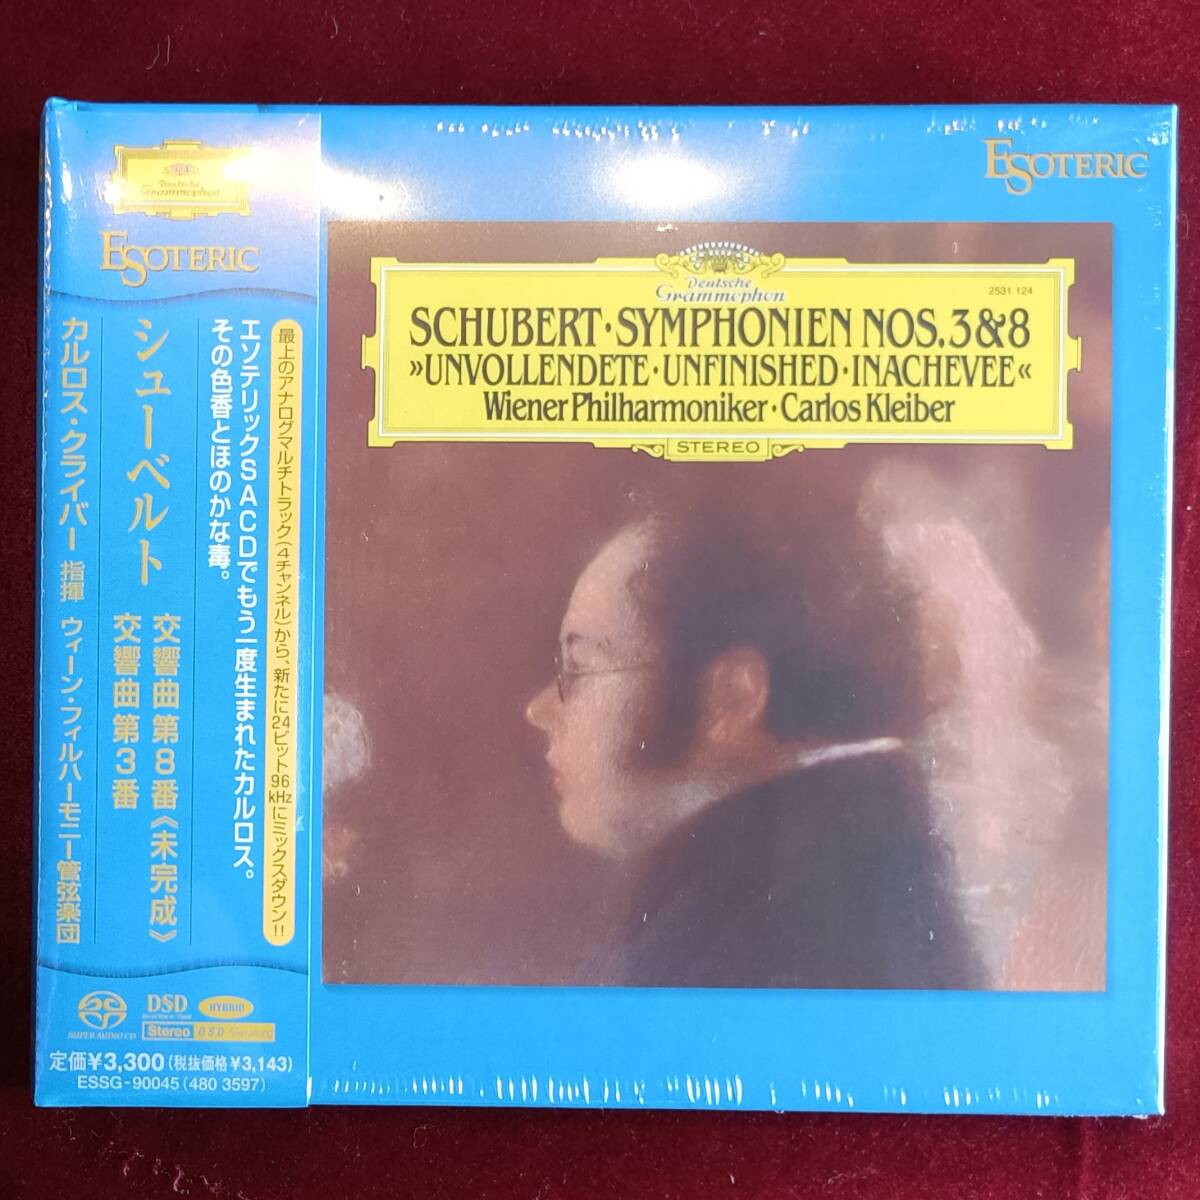 Deutsche
Grammophon
ESOTERIC
最上のアナログマルチトラック(4チャンネル)から、新たに24ビット96kHzにミックスダウン!!
エソテリックSACDでもう一度生まれたカルロス。
その色香とほのかな毒。
シューベルト
交響曲 第8番《未完成》
交響曲 第3番
カルロス・クライバー 指揮 ウィーン・フィルハーモニー管弦楽団
SUPER AUDIO CD
DSD
HYBRID
Stereo
DSD
定価¥3,300(税抜価格¥3,143)
ESSG-90045(480 3597)
ESOTERIC
Deutsche
Grammophon
2531 124
SCHUBERT·SYMPHONIEN NOS.3&8
»UNVOLLENDETE·UNFINISHED·INACHEVEE«
Wiener Philharmoniker·Carlos Kleiber
STEREO